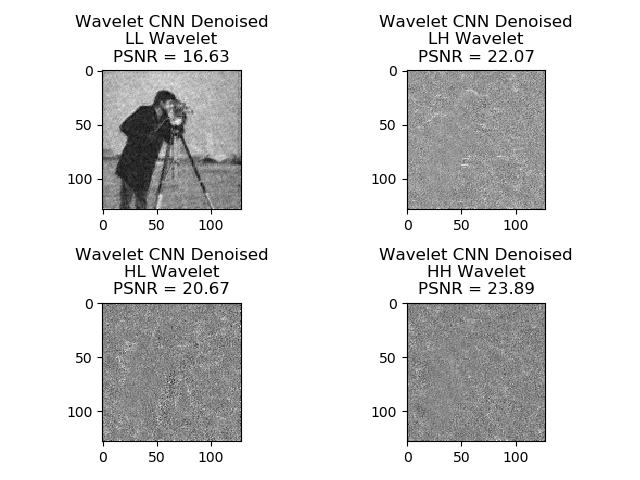 Wavelet CNN Denoised
LL Wavelet
PSNR = 16.63
0
50
100
0 50 100
Wavelet CNN Denoised
LH Wavelet
PSNR = 22.07
0
50
100
0 50 100
Wavelet CNN Denoised
HL Wavelet
PSNR = 20.67
0
50
100
0 50 100
Wavelet CNN Denoised
HH Wavelet
PSNR = 23.89
0
50
100
0 50 100